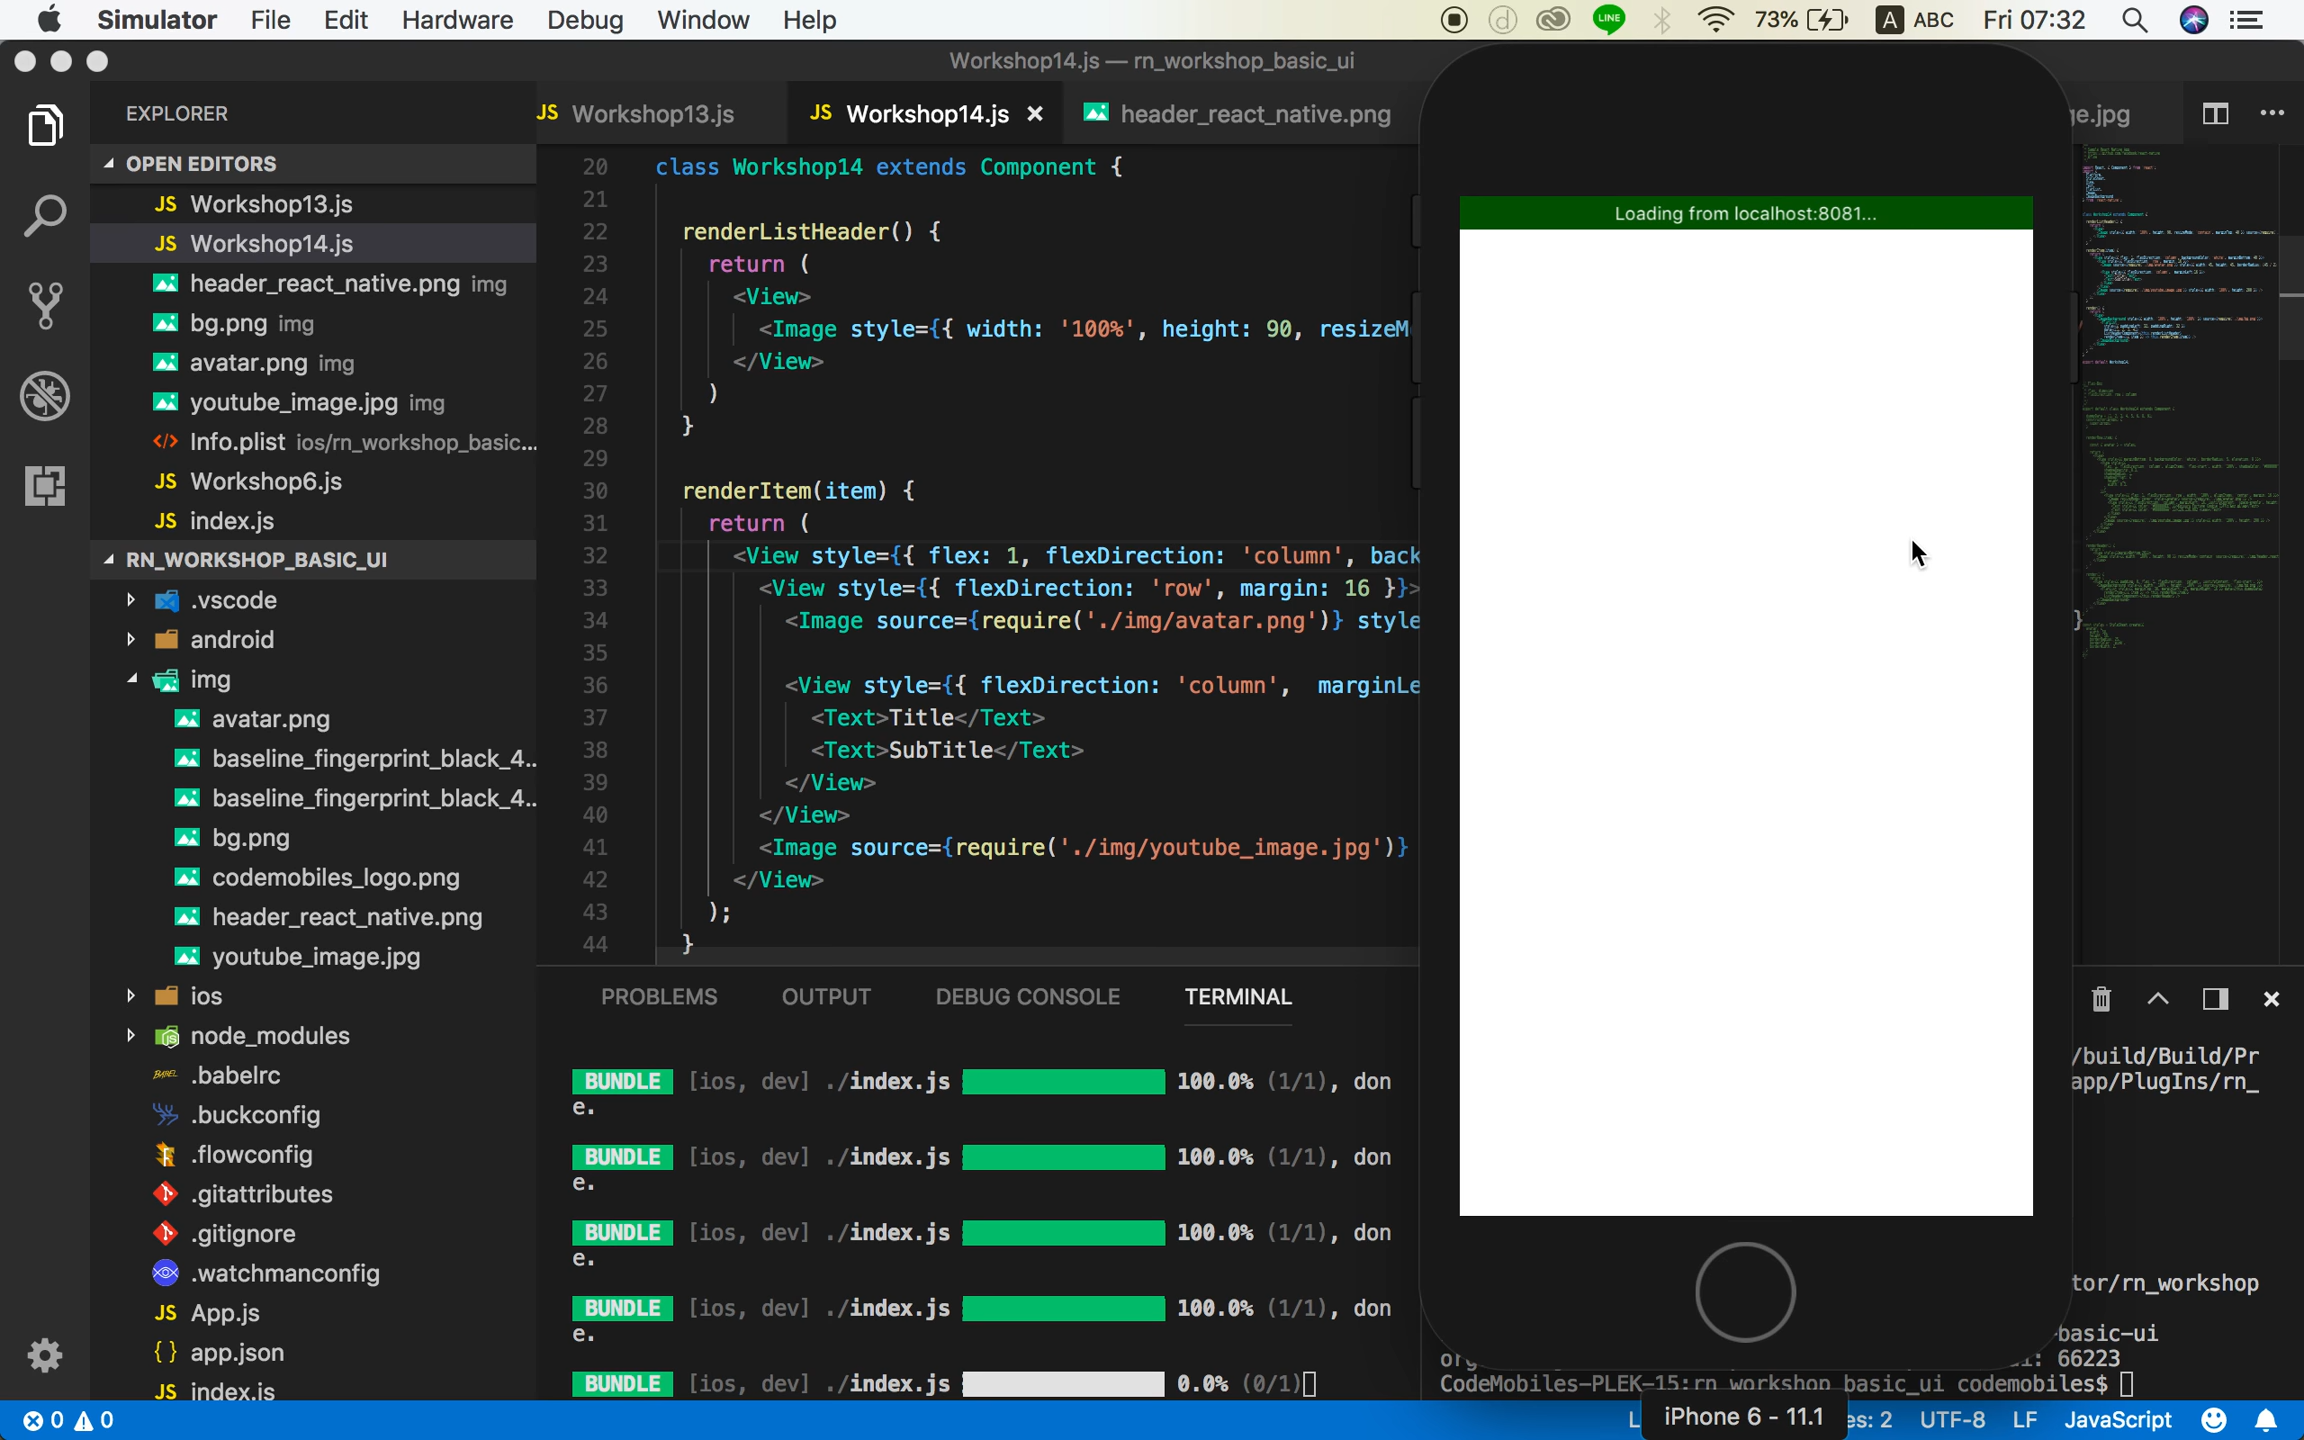 Simulator File Edit Hardware Debug Window Help
LINE 73% A ABC Fri 07:32
Workshop14.js — rn_workshop_basic_ui
EXPLORER
OPEN EDITORS
JS Workshop13.js
JS Workshop14.js
header_react_native.png img
bg.png img
avatar.png img
youtube_image.jpg img
Info.plist ios/rn_workshop_basic...
JS Workshop6.js
JS index.js
RN_WORKSHOP_BASIC_UI
.vscode
android
img
avatar.png
baseline_fingerprint_black_4..
baseline_fingerprint_black_4..
bg.png
codemobiles_logo.png
header_react_native.png
youtube_image.jpg
ios
node_modules
.babelrc
.buckconfig
.flowconfig
.gitattributes
.gitignore
.watchmanconfig
JS App.js
{ } app.json
JS index.js
JS Workshop13.js JS Workshop14.js × header_react_native.png
ge.jpg
20 class Workshop14 extends Component {
21
22 renderListHeader() {
23 return (
24 <View>
25 <Image style={{ width: '100%', height: 90, resizeM
26 </View>
27 )
28 }
29
30 renderItem(item) {
31 return (
32 <View style={{ flex: 1, flexDirection: 'column', back
33 <View style={{ flexDirection: 'row', margin: 16 }}>
34 <Image source={require('./img/avatar.png')} style
35
36 <View style={{ flexDirection: 'column', marginLe
37 <Text>Title</Text>
38 <Text>SubTitle</Text>
39 </View>
40 </View>
41 <Image source={require('./img/youtube_image.jpg')}
42 </View>
43 );
44 }
}
Loading from localhost:8081...
PROBLEMS OUTPUT DEBUG CONSOLE TERMINAL
BUNDLE [ios, dev] ./index.js 100.0% (1/1), don
e.
BUNDLE [ios, dev] ./index.js 100.0% (1/1), don
e.
BUNDLE [ios, dev] ./index.js 100.0% (1/1), don
e.
BUNDLE [ios, dev] ./index.js 100.0% (1/1), don
e.
BUNDLE [ios, dev] ./index.js 0.0% (0/1)
/build/Build/Pr
app/PlugIns/rn_
tor/rn_workshop
basic-ui
66223
CodeMobiles-PLEK-15:rn_workshop_basic_ui codemobiles$
iPhone 6 - 11.1
0 0
es: 2 UTF-8 LF JavaScript